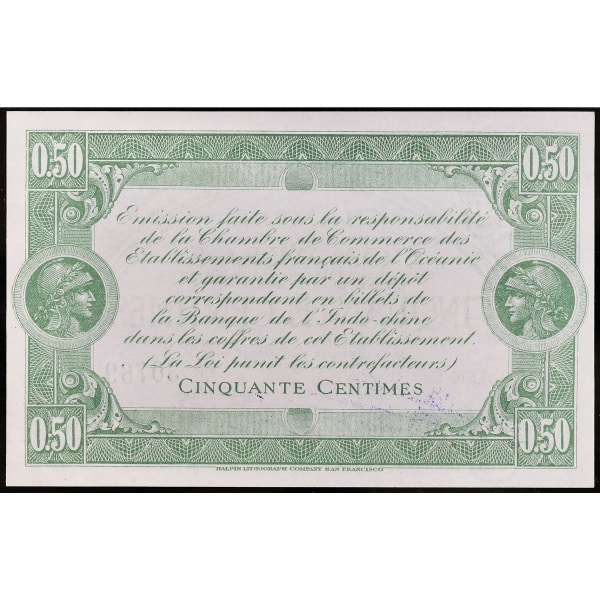 0.50 0.50
Emission faite sous la responsabilité
de la Chambre de Commerce des
Etablissements français de l'Océanie
et garantie par un dépôt
correspondant en billets de
la Banque de l'Indo-chine
dans les coffres de cet Etablissement.
(La Loi punit les contrefacteurs)
CINQUANTE CENTIMES
0.50 0.50
HALPIN LITHOGRAPH COMPANY SAN FRANCISCO